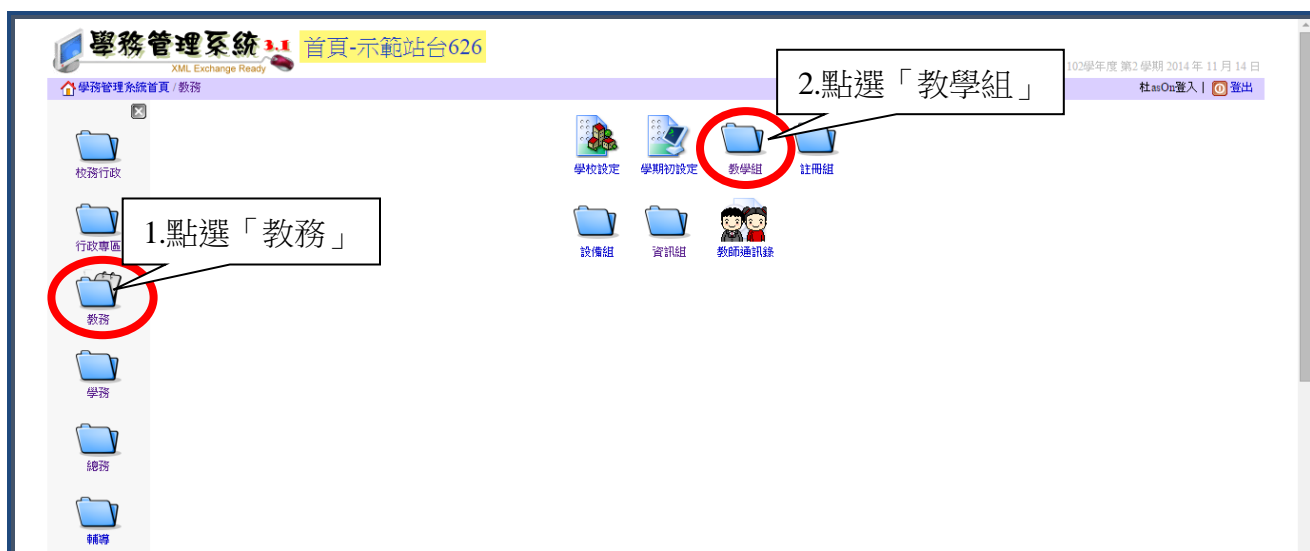 學務管理系統 3.1
XML Exchange Ready
首頁-示範站台626
102學年度 第2 學期 2014 年 11 月 14 日
學務管理系統首頁 / 教務
杜asOn登入 | 登出
2.點選「教學組」
校務行政
學校設定
學期初設定
教學組
註冊組
行政專區
1.點選「教務」
設備組
資訊組
教師通訊錄
教務
學務
總務
輔導